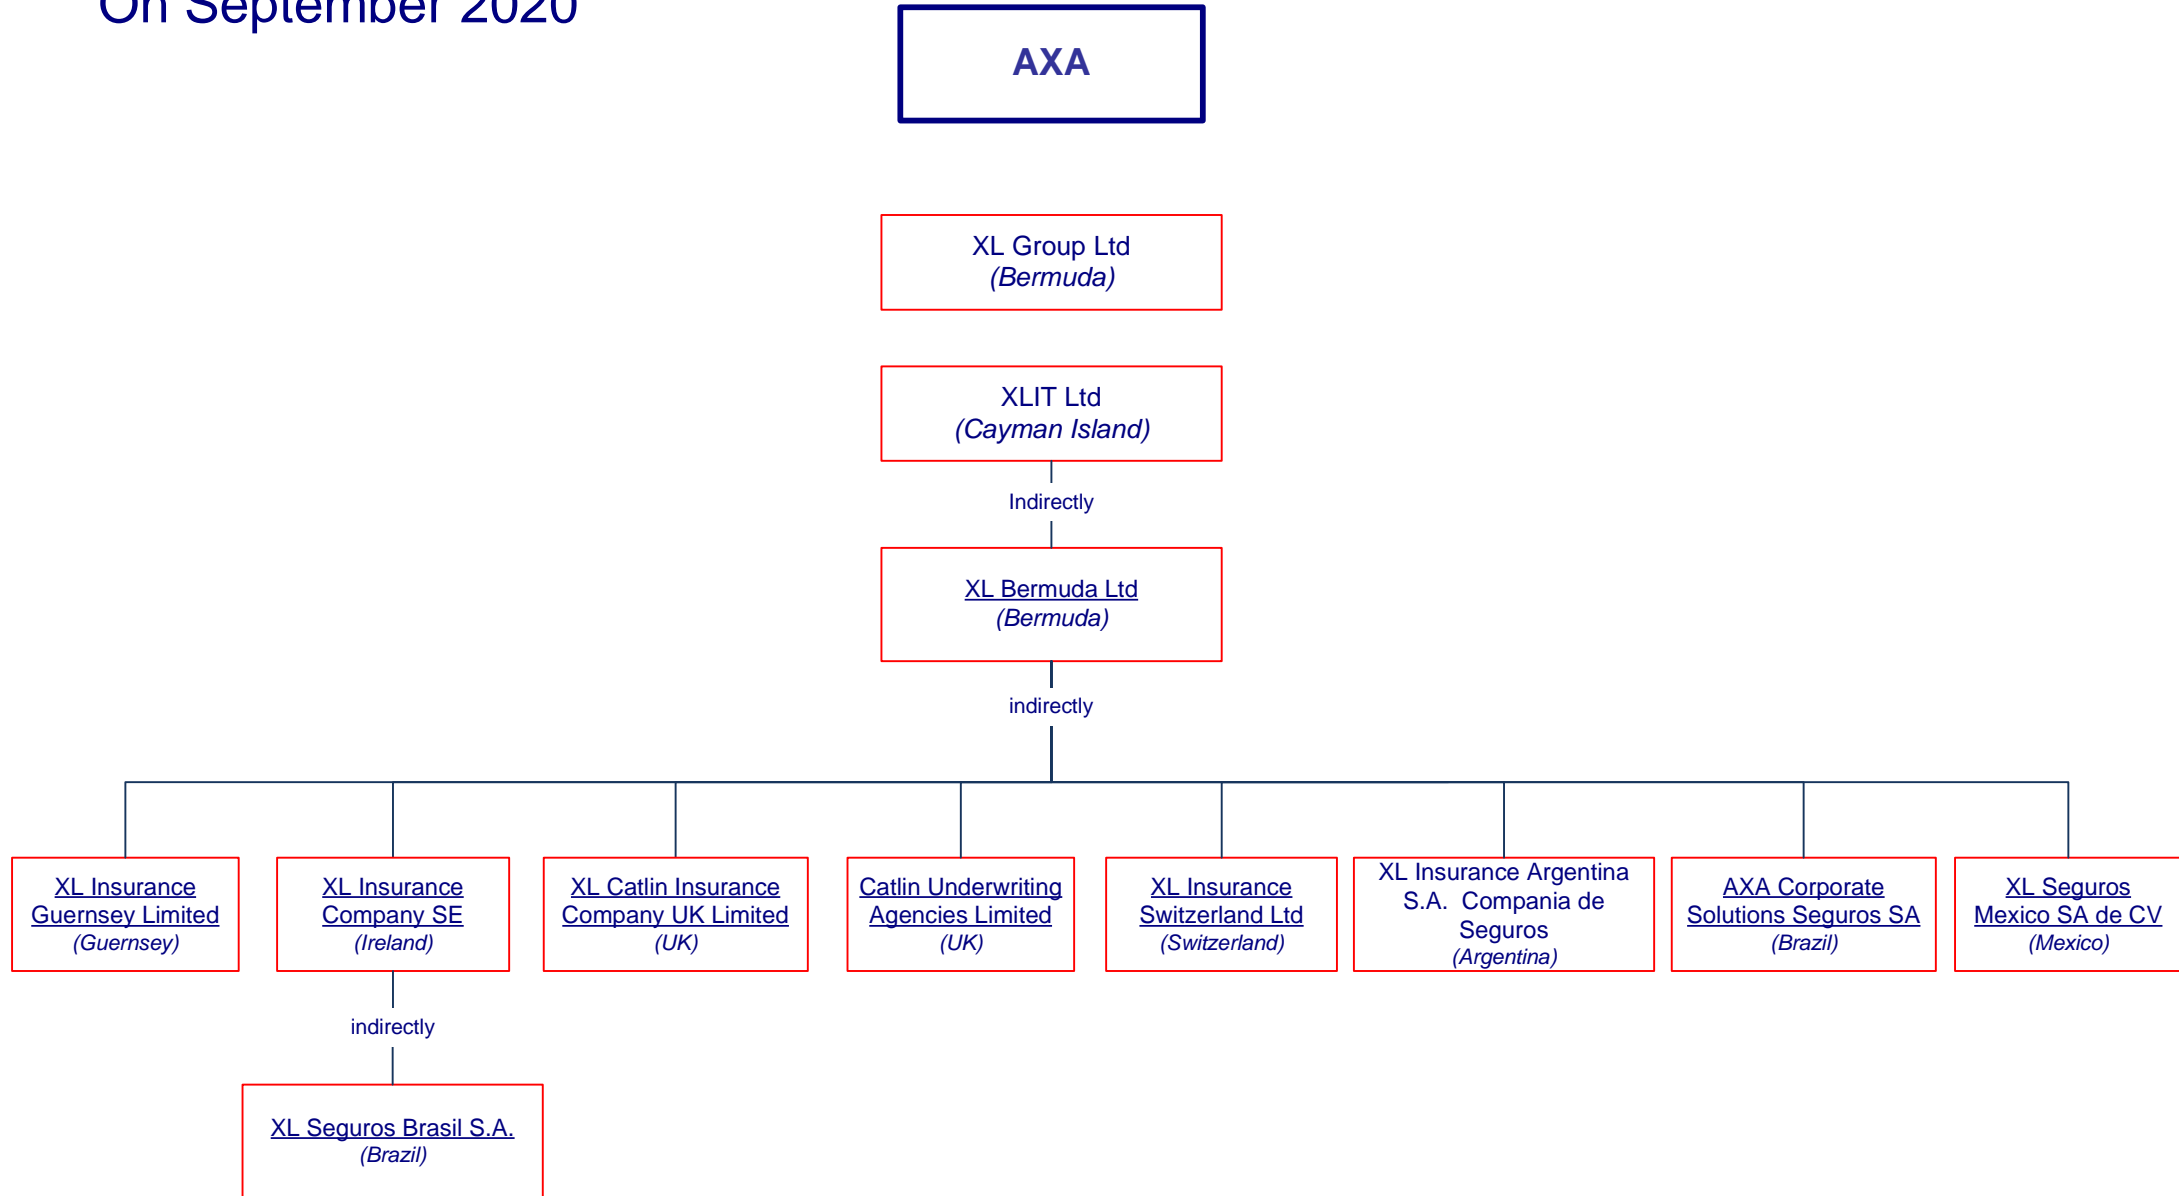 On September 2020
AXA
XL Group Ltd
(Bermuda)
XLIT Ltd
(Cayman Island)
Indirectly
XL Bermuda Ltd
(Bermuda)
indirectly
XL Insurance
Guernsey Limited
(Guernsey)
XL Insurance
Company SE
(Ireland)
XL Catlin Insurance
Company UK Limited
(UK)
Catlin Underwriting
Agencies Limited
(UK)
XL Insurance
Switzerland Ltd
(Switzerland)
XL Insurance Argentina
S.A.  Compania de
Seguros
(Argentina)
AXA Corporate
Solutions Seguros SA
(Brazil)
XL Seguros
Mexico SA de CV
(Mexico)
indirectly
XL Seguros Brasil S.A.
(Brazil)